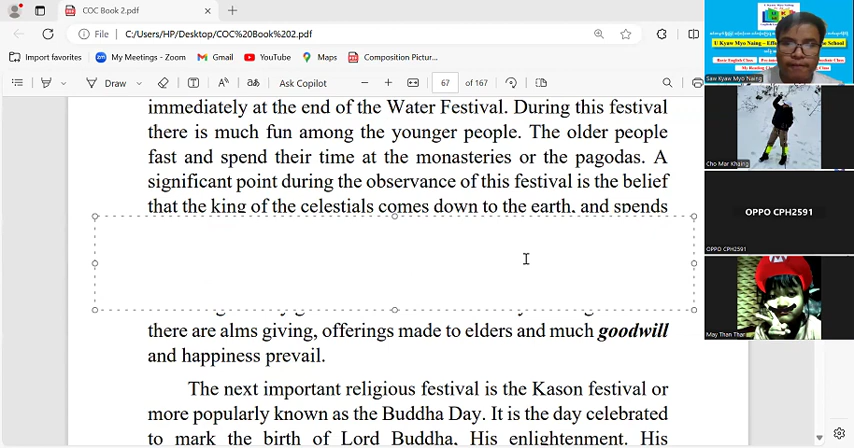 COC Book 2.pdf
File
C:/Users/HP/Desktop/COC%20Book%202.pdf
Import favorites
My Meetings - Zoom
Gmail
YouTube
Maps
Composition Pictur...
Draw
Ask Copilot
67 of 167
immediately at the end of the Water Festival. During this festival
there is much fun among the younger people. The older people
fast and spend their time at the monasteries or the pagodas. A
significant point during the observance of this festival is the belief
that the king of the celestials comes down to the earth, and spends
there are alms giving, offerings made to elders and much goodwill
and happiness prevail.
The next important religious festival is the Kason festival or
more popularly known as the Buddha Day. It is the day celebrated
to mark the birth of Lord Buddha, His enlightenment. His
Saw Kyaw Myo Naing
Cho Mar Khaing
OPPO CPH2591
OPPO CPH2591
May Than Thar